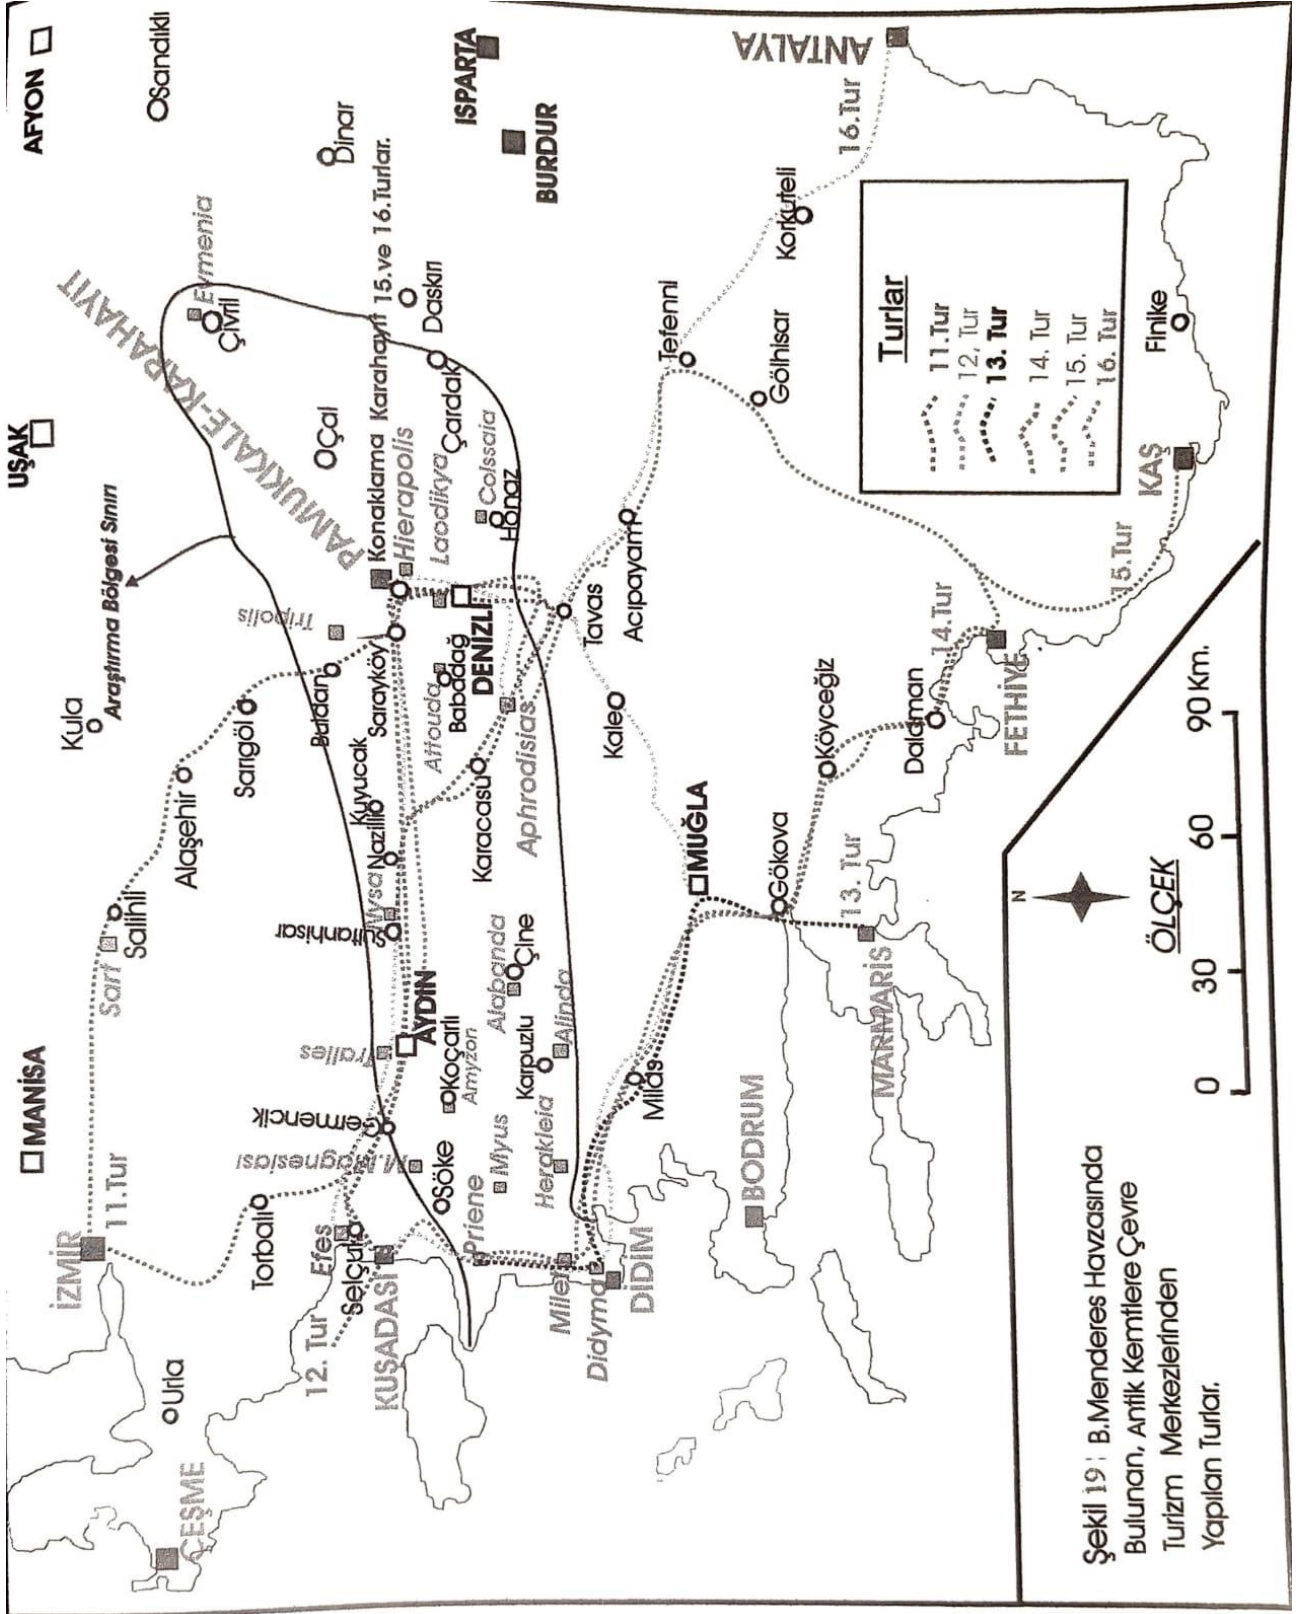 MANİSA
UŞAK
AFYON
İZMİR
11.Tur
Sart
Salihli
Kula
Alaşehir
Sarıgöl
Araştırma Bölgesi Sınırı
PAMUKKALE-KARAHAYIT
Sandıklı
ÇEŞME
Urla
Torbalı
Buldan
Tripolis
Öçal
Evmenia
Çivril
Dinar
12. Tur
Efes
Selçuk
KUŞADASI
M.Magnesiası
Germencik
Tralles
AYDIN
Sultanhisar
Nysa
Nazilli
Kuyucak
Sarayköy
Konaklama Karahayıt 15.ve 16.Turlar.
Hierapolis
Laodikya
Çardak
Daskırı
ISPARTA
BURDUR
Söke
Koçarlı
Amyzon
Attouda
Babadağ
DENİZLİ
Colssaia
Honaz
Priene
Myus
Alabanda
Çine
Karacasu
Aphrodisias
Milet
Herakleia
Karpuzlu
Alinda
Didyma
DİDİM
Milas
Kale
Tavas
Acıpayam
Tefenni
MUĞLA
BODRUM
Gökova
Köyceğiz
Gölhisar
Korkuteli
16.Tur
ANTALYA
MARMARİS
13. Tur
Dalaman
14.Tur
FETHİYE
15.Tur
KAŞ
Finike
Turlar
11.Tur
12. Tur
13. Tur
14. Tur
15. Tur
16. Tur
Şekil 19 : B.Menderes Havzasında
Bulunan, Antik Kemtlere Çevre
Turizm Merkezlerinden
Yapılan Turlar.
N
ÖLÇEK
0 30 60 90 Km.